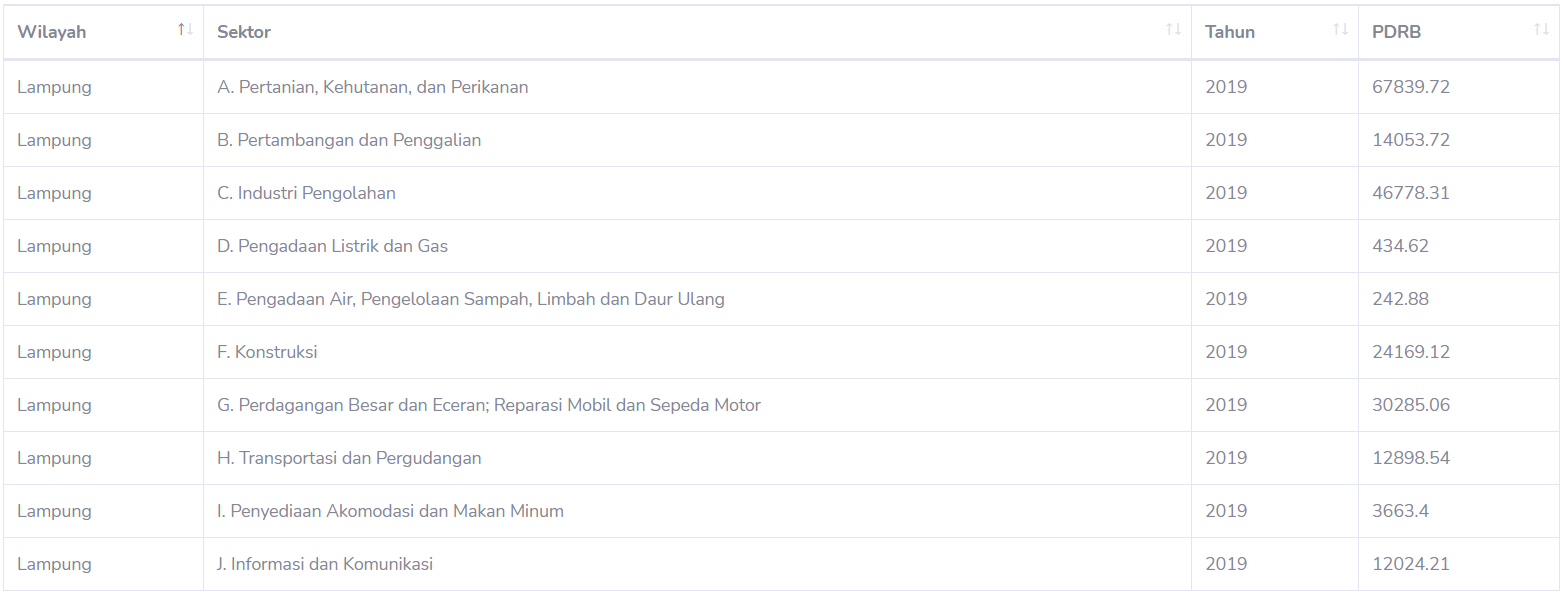 Wilayah Sektor Tahun PDRB
Lampung A. Pertanian, Kehutanan, dan Perikanan 2019 67839.72
Lampung B. Pertambangan dan Penggalian 2019 14053.72
Lampung C. Industri Pengolahan 2019 46778.31
Lampung D. Pengadaan Listrik dan Gas 2019 434.62
Lampung E. Pengadaan Air, Pengelolaan Sampah, Limbah dan Daur Ulang 2019 242.88
Lampung F. Konstruksi 2019 24169.12
Lampung G. Perdagangan Besar dan Eceran; Reparasi Mobil dan Sepeda Motor 2019 30285.06
Lampung H. Transportasi dan Pergudangan 2019 12898.54
Lampung I. Penyediaan Akomodasi dan Makan Minum 2019 3663.4
Lampung J. Informasi dan Komunikasi 2019 12024.21